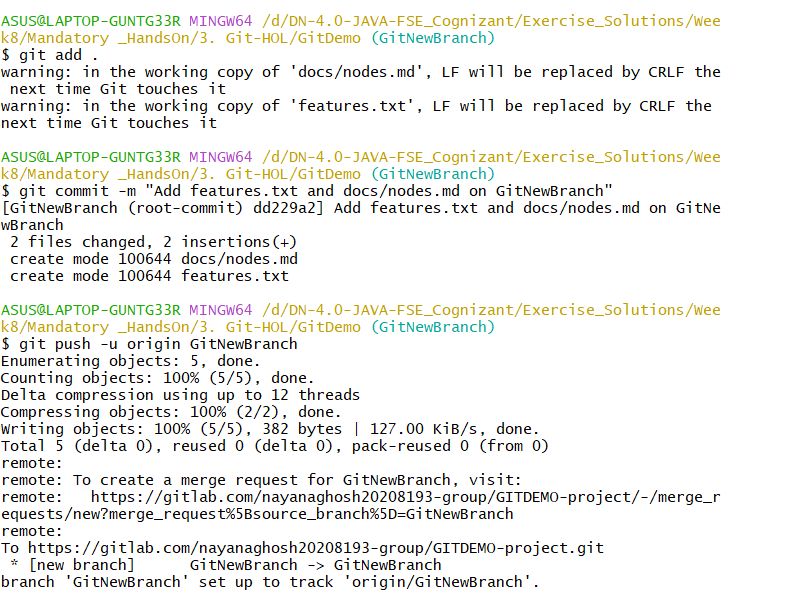 ASUS@LAPTOP-GUNTG33R MINGW64 /d/DN-4.0-JAVA-FSE_Cognizant/Exercise_Solutions/Wee
k8/Mandatory _HandsOn/3. Git-HOL/GitDemo (GitNewBranch)
$ git add .
warning: in the working copy of 'docs/nodes.md', LF will be replaced by CRLF the
 next time Git touches it
warning: in the working copy of 'features.txt', LF will be replaced by CRLF the
next time Git touches it

ASUS@LAPTOP-GUNTG33R MINGW64 /d/DN-4.0-JAVA-FSE_Cognizant/Exercise_Solutions/Wee
k8/Mandatory _HandsOn/3. Git-HOL/GitDemo (GitNewBranch)
$ git commit -m "Add features.txt and docs/nodes.md on GitNewBranch"
[GitNewBranch (root-commit) dd229a2] Add features.txt and docs/nodes.md on GitNe
wBranch
 2 files changed, 2 insertions(+)
 create mode 100644 docs/nodes.md
 create mode 100644 features.txt

ASUS@LAPTOP-GUNTG33R MINGW64 /d/DN-4.0-JAVA-FSE_Cognizant/Exercise_Solutions/Wee
k8/Mandatory _HandsOn/3. Git-HOL/GitDemo (GitNewBranch)
$ git push -u origin GitNewBranch
Enumerating objects: 5, done.
Counting objects: 100% (5/5), done.
Delta compression using up to 12 threads
Compressing objects: 100% (2/2), done.
Writing objects: 100% (5/5), 382 bytes | 127.00 KiB/s, done.
Total 5 (delta 0), reused 0 (delta 0), pack-reused 0 (from 0)
remote:
remote: To create a merge request for GitNewBranch, visit:
remote:   https://gitlab.com/nayanaghosh20208193-group/GITDEMO-project/-/merge_r
equests/new?merge_request%5Bsource_branch%5D=GitNewBranch
remote:
To https://gitlab.com/nayanaghosh20208193-group/GITDEMO-project.git
 * [new branch]      GitNewBranch -> GitNewBranch
branch 'GitNewBranch' set up to track 'origin/GitNewBranch'.